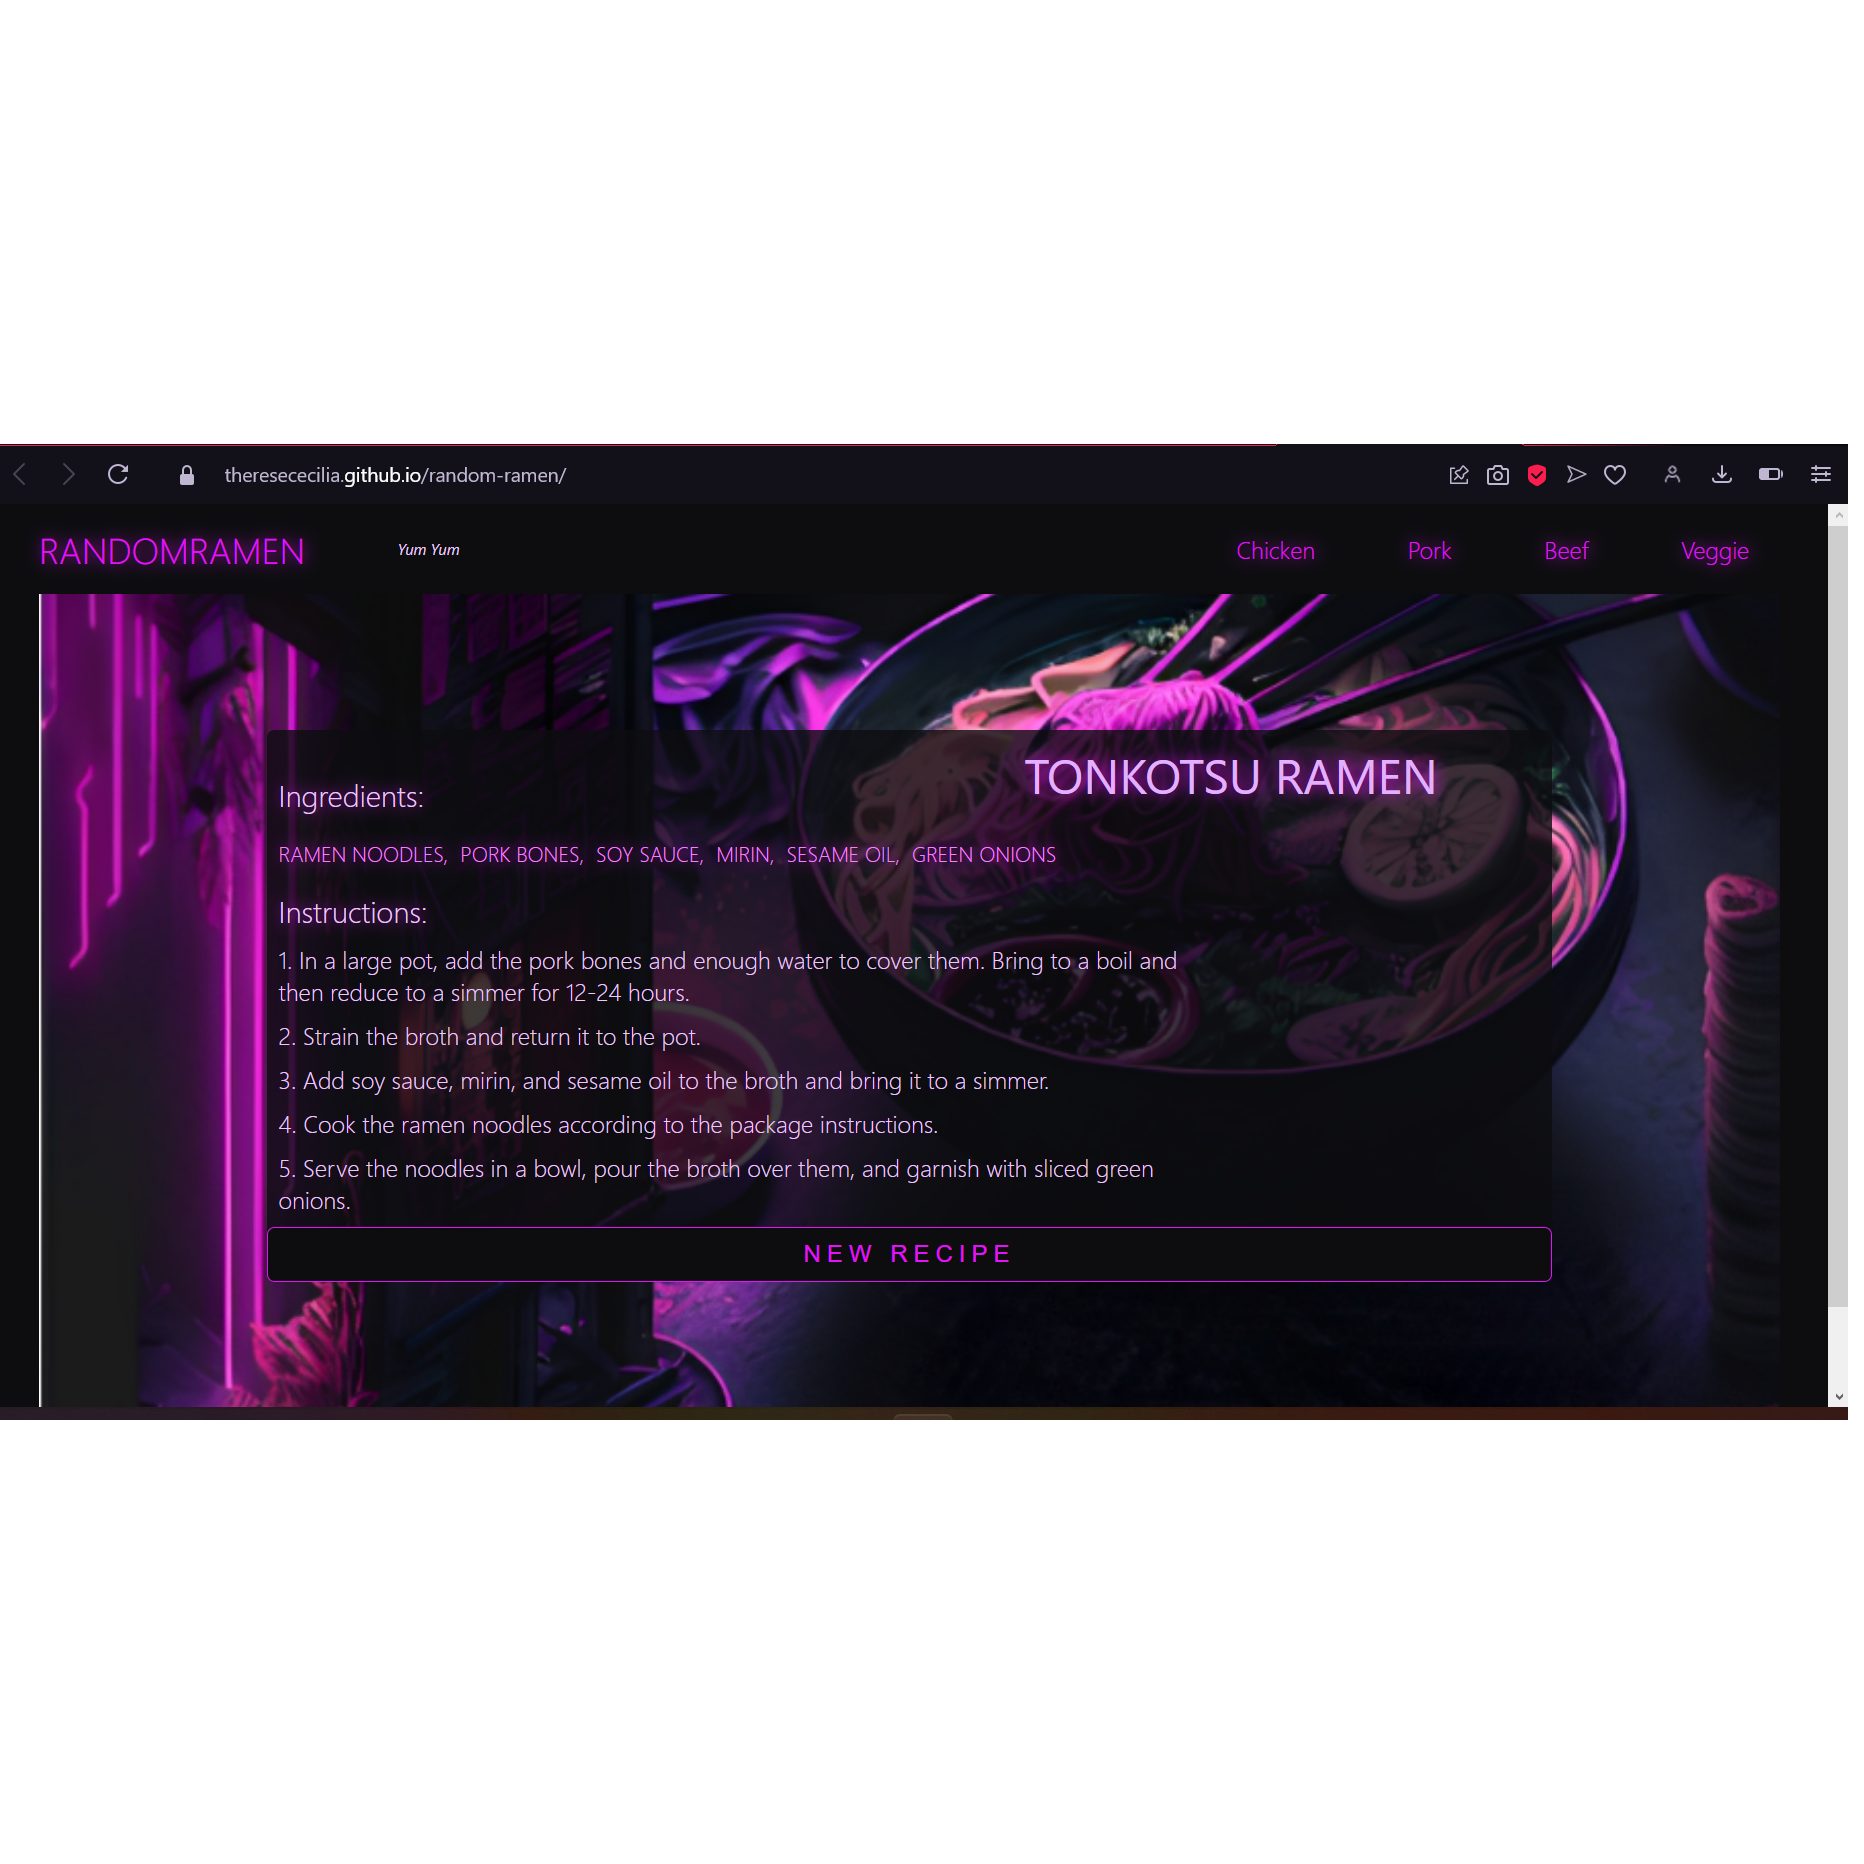 theresececilia.github.io/random-ramen/
RANDOMRAMEN Yum Yum Chicken Pork Beef Veggie
TONKOTSU RAMEN
Ingredients:
RAMEN NOODLES, PORK BONES, SOY SAUCE, MIRIN, SESAME OIL, GREEN ONIONS
Instructions:
1. In a large pot, add the pork bones and enough water to cover them. Bring to a boil and
then reduce to a simmer for 12-24 hours.
2. Strain the broth and return it to the pot.
3. Add soy sauce, mirin, and sesame oil to the broth and bring it to a simmer.
4. Cook the ramen noodles according to the package instructions.
5. Serve the noodles in a bowl, pour the broth over them, and garnish with sliced green
onions.
NEW RECIPE